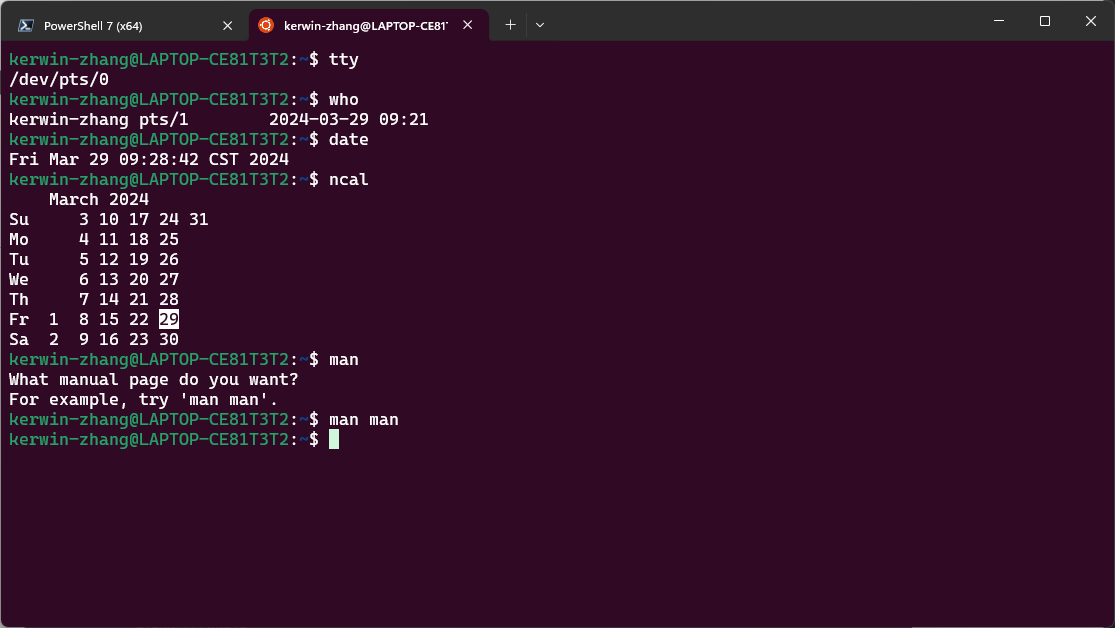 PowerShell 7 (x64)
kerwin-zhang@LAPTOP-CE81
kerwin-zhang@LAPTOP-CE81T3T2:~$ tty
/dev/pts/0
kerwin-zhang@LAPTOP-CE81T3T2:~$ who
kerwin-zhang pts/1        2024-03-29 09:21
kerwin-zhang@LAPTOP-CE81T3T2:~$ date
Fri Mar 29 09:28:42 CST 2024
kerwin-zhang@LAPTOP-CE81T3T2:~$ ncal
    March 2024
Su     3 10 17 24 31
Mo     4 11 18 25
Tu     5 12 19 26
We     6 13 20 27
Th     7 14 21 28
Fr  1  8 15 22 29
Sa  2  9 16 23 30
kerwin-zhang@LAPTOP-CE81T3T2:~$ man
What manual page do you want?
For example, try 'man man'.
kerwin-zhang@LAPTOP-CE81T3T2:~$ man man
kerwin-zhang@LAPTOP-CE81T3T2:~$